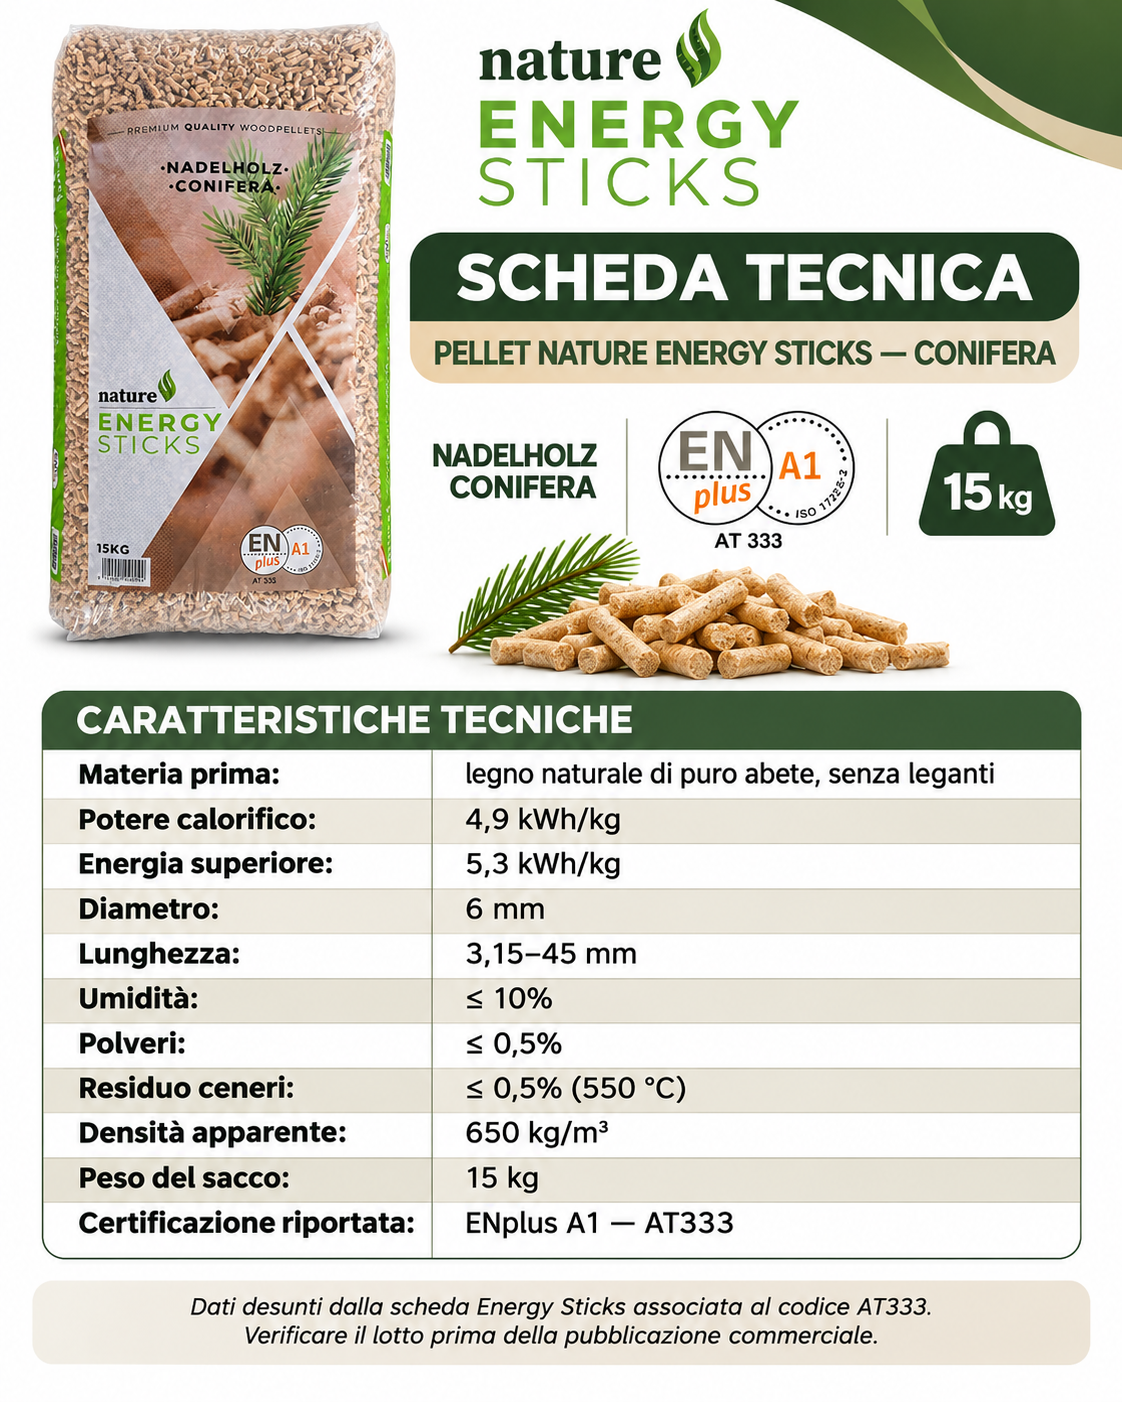 nature
ENERGY
STICKS
PREMIUM QUALITY WOODPELLETS
·NADELHOLZ·
·CONIFERA·
nature
ENERGY
STICKS
15KG
EN
plus
A1
AT 333
SCHEDA TECNICA
PELLET NATURE ENERGY STICKS — CONIFERA
NADELHOLZ
CONIFERA
EN
plus
A1
AT 333
15 kg
CARATTERISTICHE TECNICHE
Materia prima: legno naturale di puro abete, senza leganti
Potere calorifico: 4,9 kWh/kg
Energia superiore: 5,3 kWh/kg
Diametro: 6 mm
Lunghezza: 3,15–45 mm
Umidità: ≤ 10%
Polveri: ≤ 0,5%
Residuo ceneri: ≤ 0,5% (550 °C)
Densità apparente: 650 kg/m³
Peso del sacco: 15 kg
Certificazione riportata: ENplus A1 — AT333
Dati desunti dalla scheda Energy Sticks associata al codice AT333.
Verificare il lotto prima della pubblicazione commerciale.